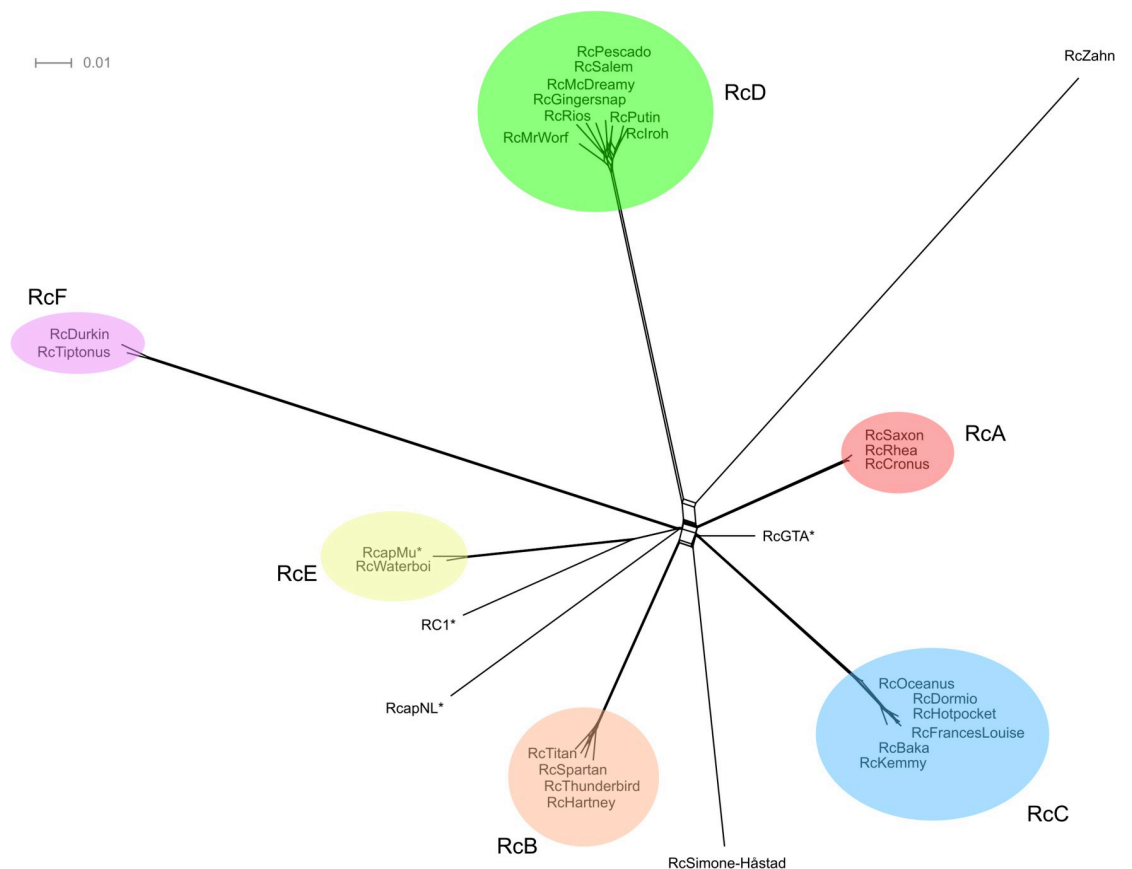 0.01
RcPescado
RcSalem
RcMcDreamy
RcGingersnap
RcRios
RcPutin
RcMrWorf
RcIroh
RcD
RcZahn
RcF
RcDurkin
RcTiptonus
RcSaxon
RcRhea
RcCronus
RcA
RcGTA*
RcapMu*
RcWaterboi
RcE
RC1*
RcapNL*
RcOceanus
RcDormio
RcHotpocket
RcFrancesLouise
RcBaka
RcKemmy
RcC
RcTitan
RcSpartan
RcThunderbird
RcHartney
RcB
RcSimone-Håstad